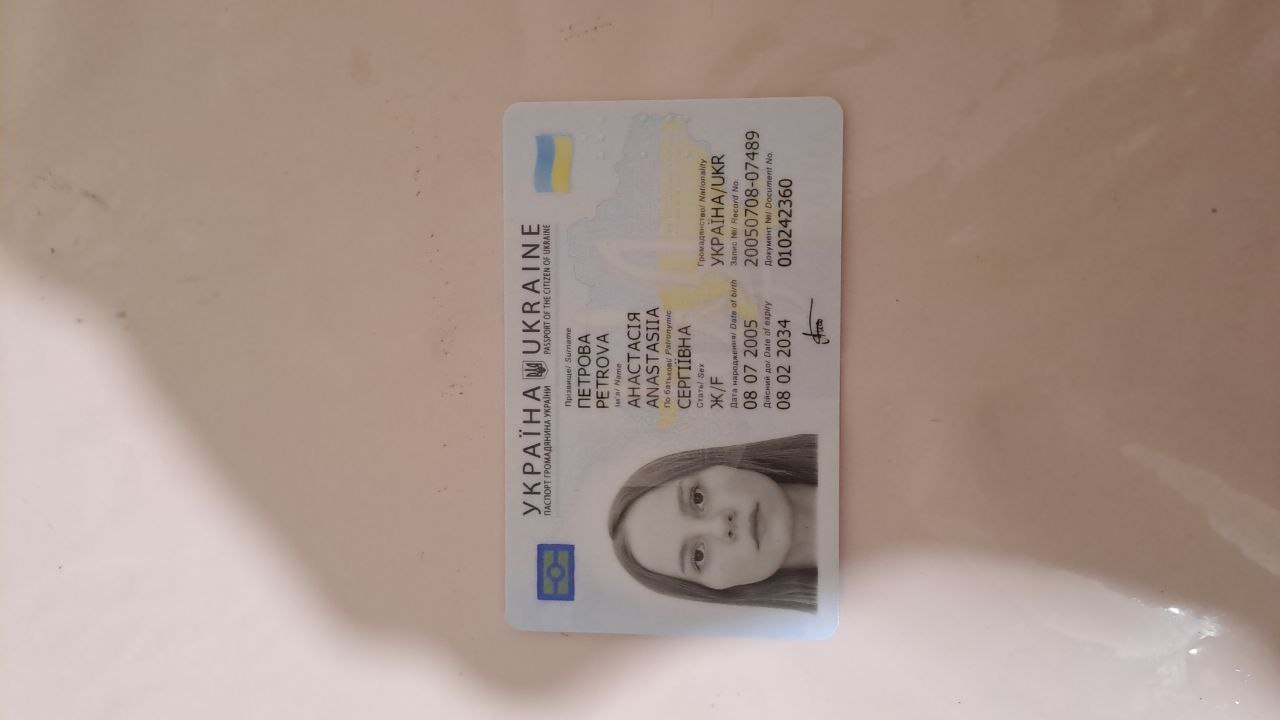 УКРАЇНА UKRAINE
ПАСПОРТ ГРОМАДЯНИНА УКРАЇНИ PASSPORT OF THE CITIZEN OF UKRAINE
Прізвище/ Surname
ПЕТРОВА
PETROVA
Ім'я/ Name
АНАСТАСІЯ
ANASTASIIA
По батькові/ Patronymic
СЕРГІЇВНА
Стать/ Sex Громадянство/ Nationality
Ж/F УКРАЇНА/UKR
Дата народження/ Date of birth Запис №/ Record No.
08 07 2005 20050708-07489
Дійсний до/ Date of expiry Документ №/ Document No.
08 02 2034 010242360